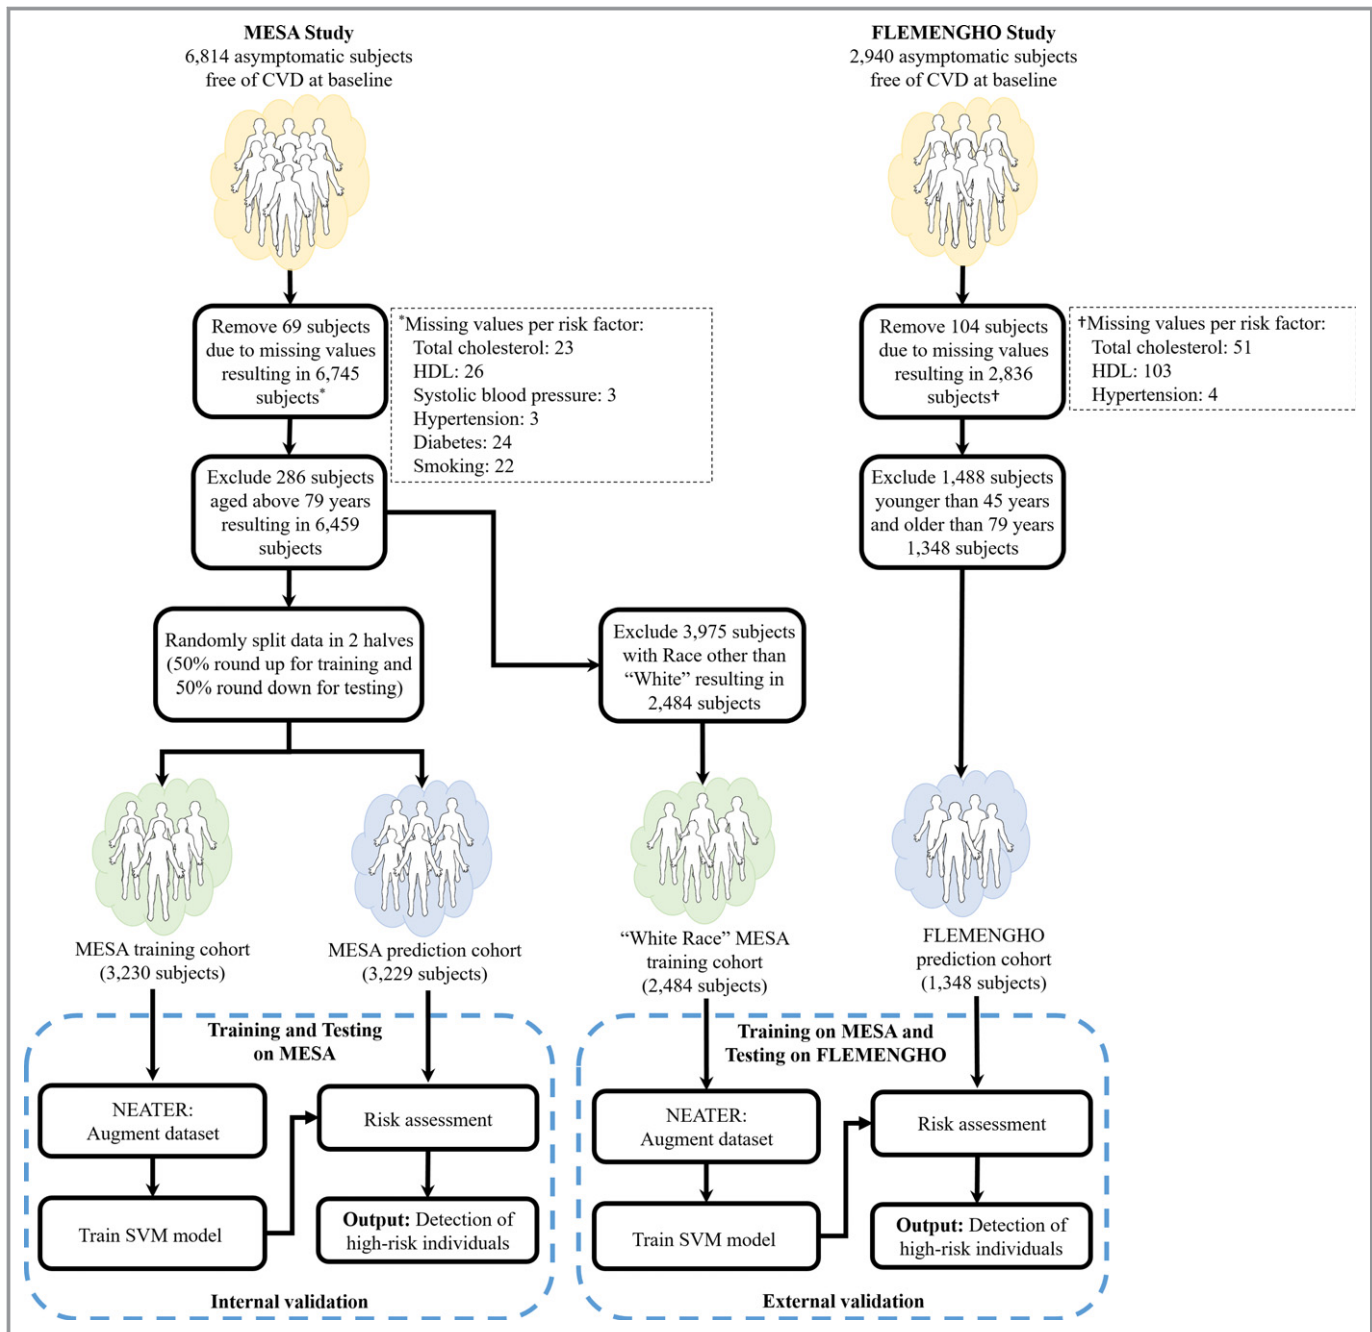 MESA Study
6,814 asymptomatic subjects
free of CVD at baseline
FLEMENGHO Study
2,940 asymptomatic subjects
free of CVD at baseline
Remove 69 subjects
due to missing values
resulting in 6,745
subjects*
*Missing values per risk factor:
Total cholesterol: 23
HDL: 26
Systolic blood pressure: 3
Hypertension: 3
Diabetes: 24
Smoking: 22
Remove 104 subjects
due to missing values
resulting in 2,836
subjects†
†Missing values per risk factor:
Total cholesterol: 51
HDL: 103
Hypertension: 4
Exclude 286 subjects
aged above 79 years
resulting in 6,459
subjects
Exclude 1,488 subjects
younger than 45 years
and older than 79 years
1,348 subjects
Randomly split data in 2 halves
(50% round up for training and
50% round down for testing)
Exclude 3,975 subjects
with Race other than
“White” resulting in
2,484 subjects
MESA training cohort
(3,230 subjects)
MESA prediction cohort
(3,229 subjects)
“White Race” MESA
training cohort
(2,484 subjects)
FLEMENGHO
prediction cohort
(1,348 subjects)
Training and Testing
on MESA
NEATER:
Augment dataset
Risk assessment
Train SVM model
Output: Detection of
high-risk individuals
Internal validation
Training on MESA and
Testing on FLEMENGHO
NEATER:
Augment dataset
Risk assessment
Train SVM model
Output: Detection of
high-risk individuals
External validation